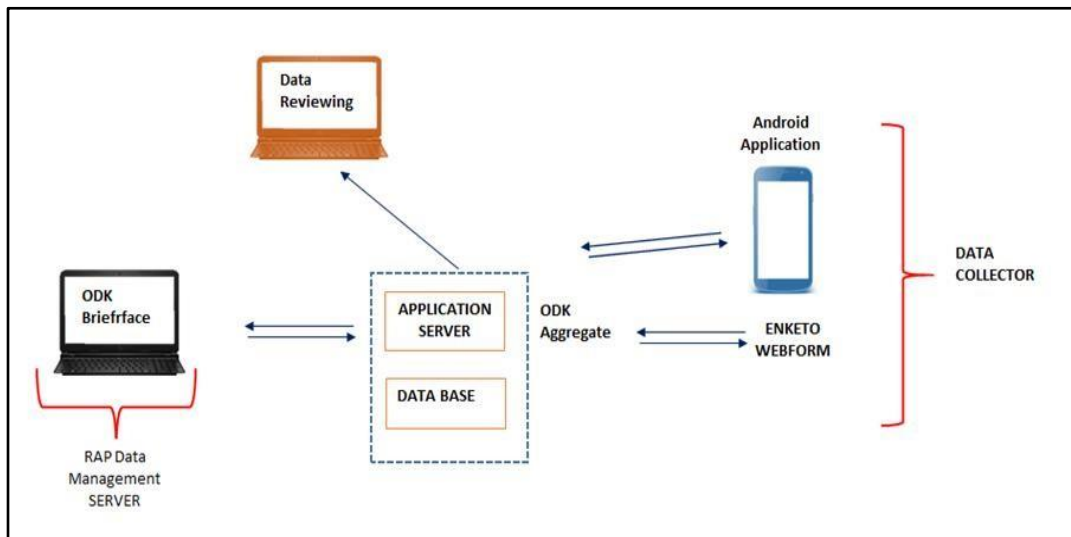 Data
Reviewing
Android
Application
ODK
Briefrface
APPLICATION
SERVER
DATA BASE
ODK
Aggregate
ENKETO
WEBFORM
DATA
COLLECTOR
RAP Data
Management
SERVER